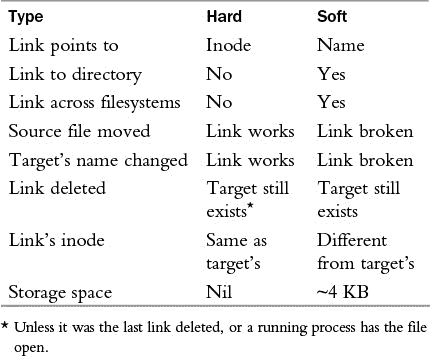 Type Hard Soft
Link points to Inode Name
Link to directory No Yes
Link across filesystems No Yes
Source file moved Link works Link broken
Target's name changed Link works Link broken
Link deleted Target still Target still
exists* exists
Link's inode Same as Different
target's from target's
Storage space Nil ~4 KB
* Unless it was the last link deleted, or a running process has the file
open.